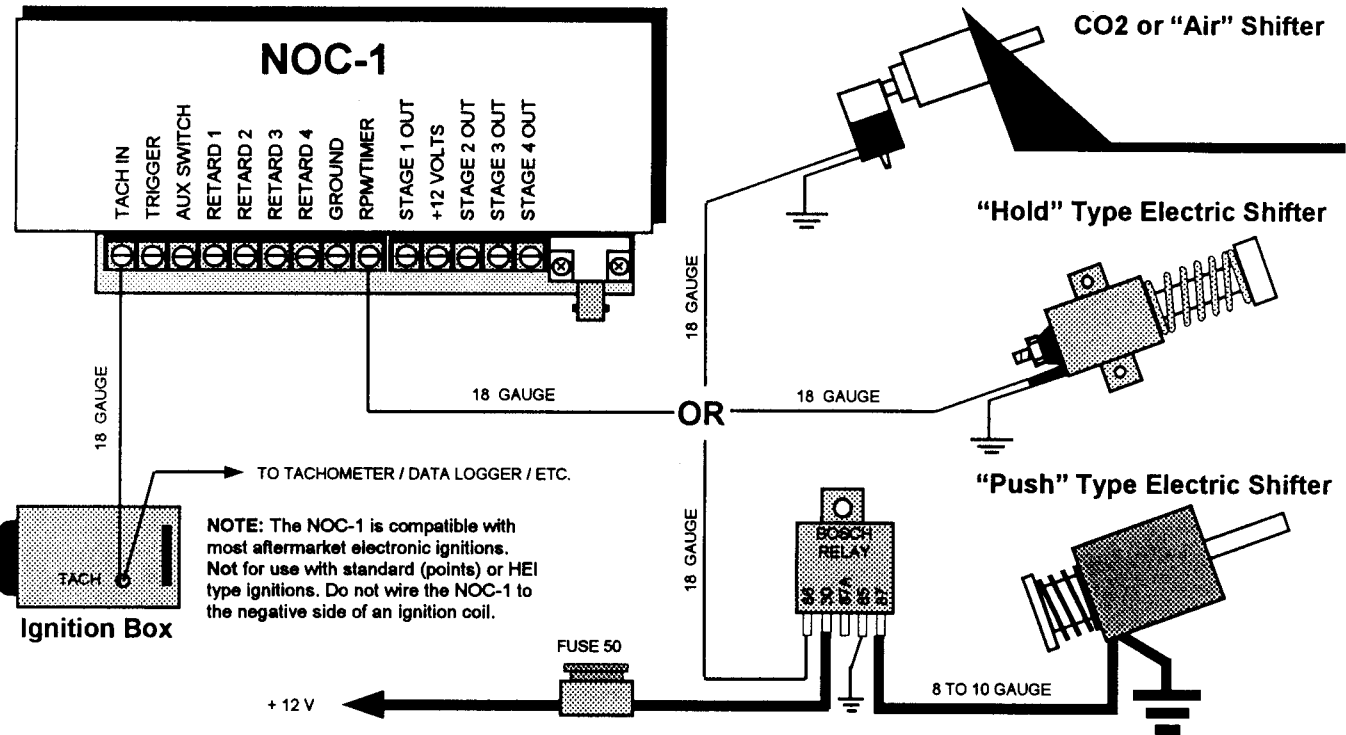 NOC-1
TACH IN
TRIGGER
AUX SWITCH
RETARD 1
RETARD 2
RETARD 3
RETARD 4
GROUND
RPM/TIMER
STAGE 1 OUT
+12 VOLTS
STAGE 2 OUT
STAGE 3 OUT
STAGE 4 OUT
CO2 or “Air” Shifter
18 GAUGE
“Hold” Type Electric Shifter
18 GAUGE
18 GAUGE
OR
18 GAUGE
TO TACHOMETER / DATA LOGGER / ETC.
TACH
Ignition Box
NOTE: The NOC-1 is compatible with
most aftermarket electronic ignitions.
Not for use with standard (points) or HEI
type ignitions. Do not wire the NOC-1 to
the negative side of an ignition coil.
“Push” Type Electric Shifter
18 GAUGE
BOSCH
RELAY
86
30
87A
85
87
FUSE 50
+ 12 V
8 TO 10 GAUGE